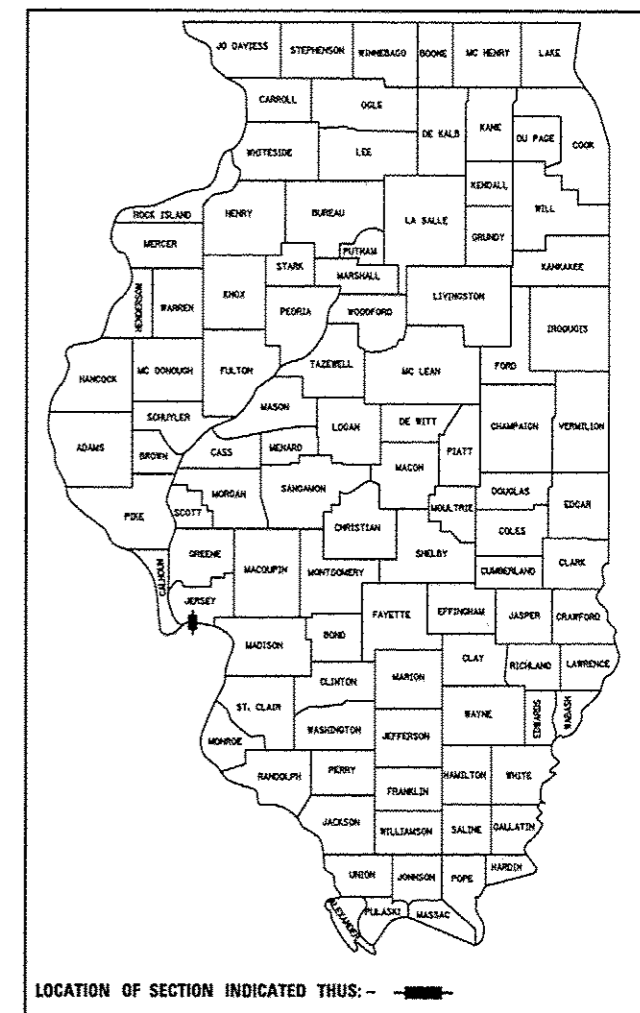 JO DAVIESS STEPHENSON WINNEBAGO BOONE MC HENRY LAKE
CARROLL OGLE DE KALB KANE DU PAGE COOK
WHITESIDE LEE
KENDALL WILL
ROCK ISLAND HENRY BUREAU LA SALLE GRUNDY
MERCER PUTNAM
STARK MARSHALL KANKAKEE
HENDERSON WARREN KNOX PEORIA WOODFORD LIVINGSTON IROQUOIS
HANCOCK MC DONOUGH FULTON TAZEWELL MC LEAN FORD
SCHUYLER MASON LOGAN DE WITT CHAMPAIGN VERMILION
ADAMS BROWN CASS MENARD MACON PIATT
PIKE SCOTT MORGAN SANGAMON CHRISTIAN MOULTRIE DOUGLAS EDGAR
COLES
CALHOUN GREENE MACOUPIN MONTGOMERY SHELBY CUMBERLAND CLARK
JERSEY FAYETTE EFFINGHAM JASPER CRAWFORD
MADISON BOND
CLAY RICHLAND LAWRENCE
CLINTON MARION
ST. CLAIR WAYNE EDWARDS WABASH
MONROE WASHINGTON JEFFERSON
RANDOLPH PERRY HAMILTON WHITE
FRANKLIN
JACKSON WILLIAMSON SALINE GALLATIN
UNION JOHNSON POPE HARDIN
ALEXANDER PULASKI MASSAC
LOCATION OF SECTION INDICATED THUS: -